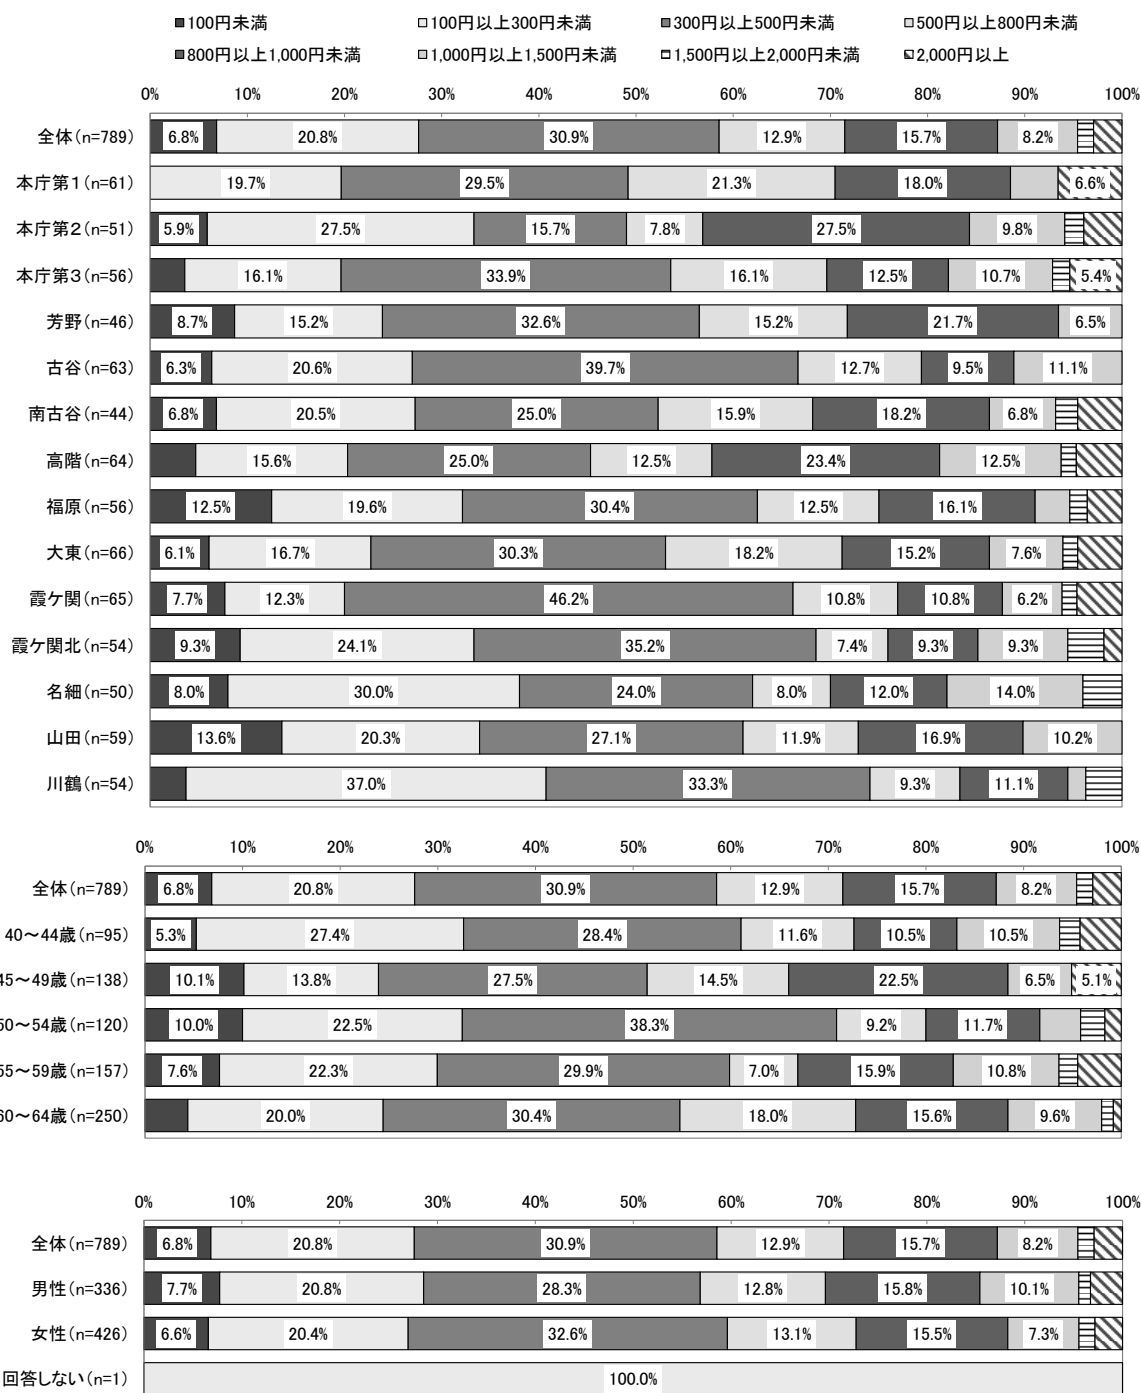 100円未満 100円以上300円未満 300円以上500円未満 500円以上800円未満
800円以上1,000円未満 1,000円以上1,500円未満 1,500円以上2,000円未満 2,000円以上
0% 10% 20% 30% 40% 50% 60% 70% 80% 90% 100%
全体(n=789) 6.8% 20.8% 30.9% 12.9% 15.7% 8.2%
本庁第1(n=61) 19.7% 29.5% 21.3% 18.0% 6.6%
本庁第2(n=51) 5.9% 27.5% 15.7% 7.8% 27.5% 9.8%
本庁第3(n=56) 16.1% 33.9% 16.1% 12.5% 10.7% 5.4%
芳野(n=46) 8.7% 15.2% 32.6% 15.2% 21.7% 6.5%
古谷(n=63) 6.3% 20.6% 39.7% 12.7% 9.5% 11.1%
南古谷(n=44) 6.8% 20.5% 25.0% 15.9% 18.2% 6.8%
高階(n=64) 15.6% 25.0% 12.5% 23.4% 12.5%
福原(n=56) 12.5% 19.6% 30.4% 12.5% 16.1%
大東(n=66) 6.1% 16.7% 30.3% 18.2% 15.2% 7.6%
霞ケ関(n=65) 7.7% 12.3% 46.2% 10.8% 10.8% 6.2%
霞ケ関北(n=54) 9.3% 24.1% 35.2% 7.4% 9.3% 9.3%
名細(n=50) 8.0% 30.0% 24.0% 8.0% 12.0% 14.0%
山田(n=59) 13.6% 20.3% 27.1% 11.9% 16.9% 10.2%
川鶴(n=54) 37.0% 33.3% 9.3% 11.1%
0% 10% 20% 30% 40% 50% 60% 70% 80% 90% 100%
全体(n=789) 6.8% 20.8% 30.9% 12.9% 15.7% 8.2%
40~44歳(n=95) 5.3% 27.4% 28.4% 11.6% 10.5% 10.5%
45~49歳(n=138) 10.1% 13.8% 27.5% 14.5% 22.5% 6.5% 5.1%
50~54歳(n=120) 10.0% 22.5% 38.3% 9.2% 11.7%
55~59歳(n=157) 7.6% 22.3% 29.9% 7.0% 15.9% 10.8%
60~64歳(n=250) 20.0% 30.4% 18.0% 15.6% 9.6%
0% 10% 20% 30% 40% 50% 60% 70% 80% 90% 100%
全体(n=789) 6.8% 20.8% 30.9% 12.9% 15.7% 8.2%
男性(n=336) 7.7% 20.8% 28.3% 12.8% 15.8% 10.1%
女性(n=426) 6.6% 20.4% 32.6% 13.1% 15.5% 7.3%
回答しない(n=1) 100.0%